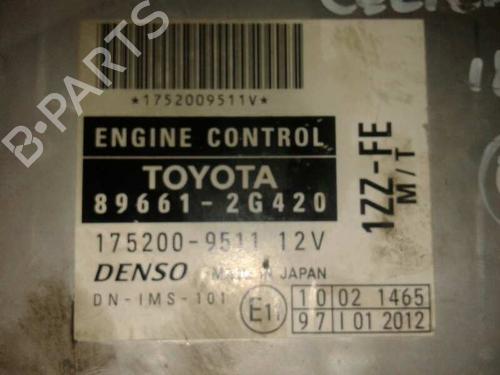 *1752009511V*
ENGINE CONTROL
TOYOTA
89661-2G420
175200-9511 12V
DENSO MADE IN JAPAN
DN-IMS-101 E11
10 02 1465
97 I 01 2012
1ZZ-FE
M/T
B-PARTS